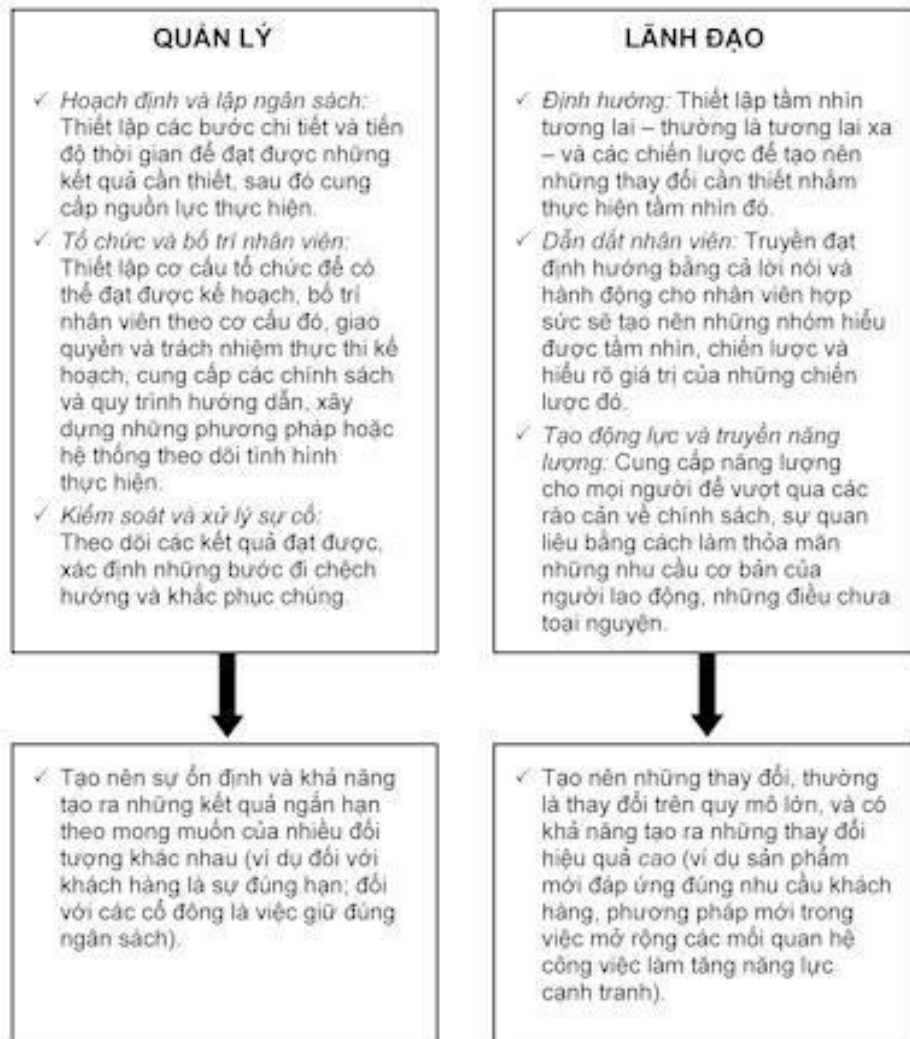 QUẢN LÝ
✓ Hoạch định và lập ngân sách:
Thiết lập các bước chi tiết và tiến
độ thời gian để đạt được những
kết quả cần thiết, sau đó cung
cấp nguồn lực thực hiện.
✓ Tổ chức và bố trí nhân viên:
Thiết lập cơ cấu tổ chức để có
thể đạt được kế hoạch, bố trí
nhân viên theo cơ cấu đó, giao
quyền và trách nhiệm thực thi kế
hoạch, cung cấp các chính sách
và quy trình hướng dẫn, xây
dựng những phương pháp hoặc
hệ thống theo dõi tình hình
thực hiện.
✓ Kiểm soát và xử lý sự cố:
Theo dõi các kết quả đạt được,
xác định những bước đi chệch
hướng và khắc phục chúng.
LÃNH ĐẠO
✓ Định hướng: Thiết lập tầm nhìn
tương lai – thường là tương lai xa
– và các chiến lược để tạo nên
những thay đổi cần thiết nhằm
thực hiện tầm nhìn đó.
✓ Dẫn dắt nhân viên: Truyền đạt
định hướng bằng cả lời nói và
hành động cho nhân viên hợp
sức sẽ tạo nên những nhóm hiểu
được tầm nhìn, chiến lược và
hiểu rõ giá trị của những chiến
lược đó.
✓ Tạo động lực và truyền năng
lượng: Cung cấp năng lượng
cho mọi người để vượt qua các
rào cản về chính sách, sự quan
liêu bằng cách làm thỏa mãn
những nhu cầu cơ bản của
người lao động, những điều chưa
toại nguyện.
✓ Tạo nên sự ổn định và khả năng
tạo ra những kết quả ngắn hạn
theo mong muốn của nhiều đối
tượng khác nhau (ví dụ đối với
khách hàng là sự đúng hạn; đối
với các cổ đông là việc giữ đúng
ngân sách).
✓ Tạo nên những thay đổi, thường
là thay đổi trên quy mô lớn, và có
khả năng tạo ra những thay đổi
hiệu quả cao (ví dụ sản phẩm
mới đáp ứng đúng nhu cầu khách
hàng, phương pháp mới trong
việc mở rộng các mối quan hệ
công việc làm tăng năng lực
cạnh tranh).